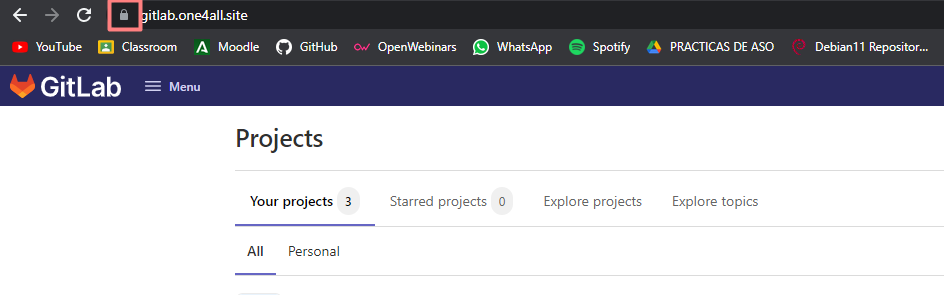 gitlab.one4all.site
YouTube Classroom Moodle GitHub OpenWebinars WhatsApp Spotify PRACTICAS DE ASO Debian11 Repositor...
GitLab Menu
Projects
Your projects 3 Starred projects 0 Explore projects Explore topics
All Personal